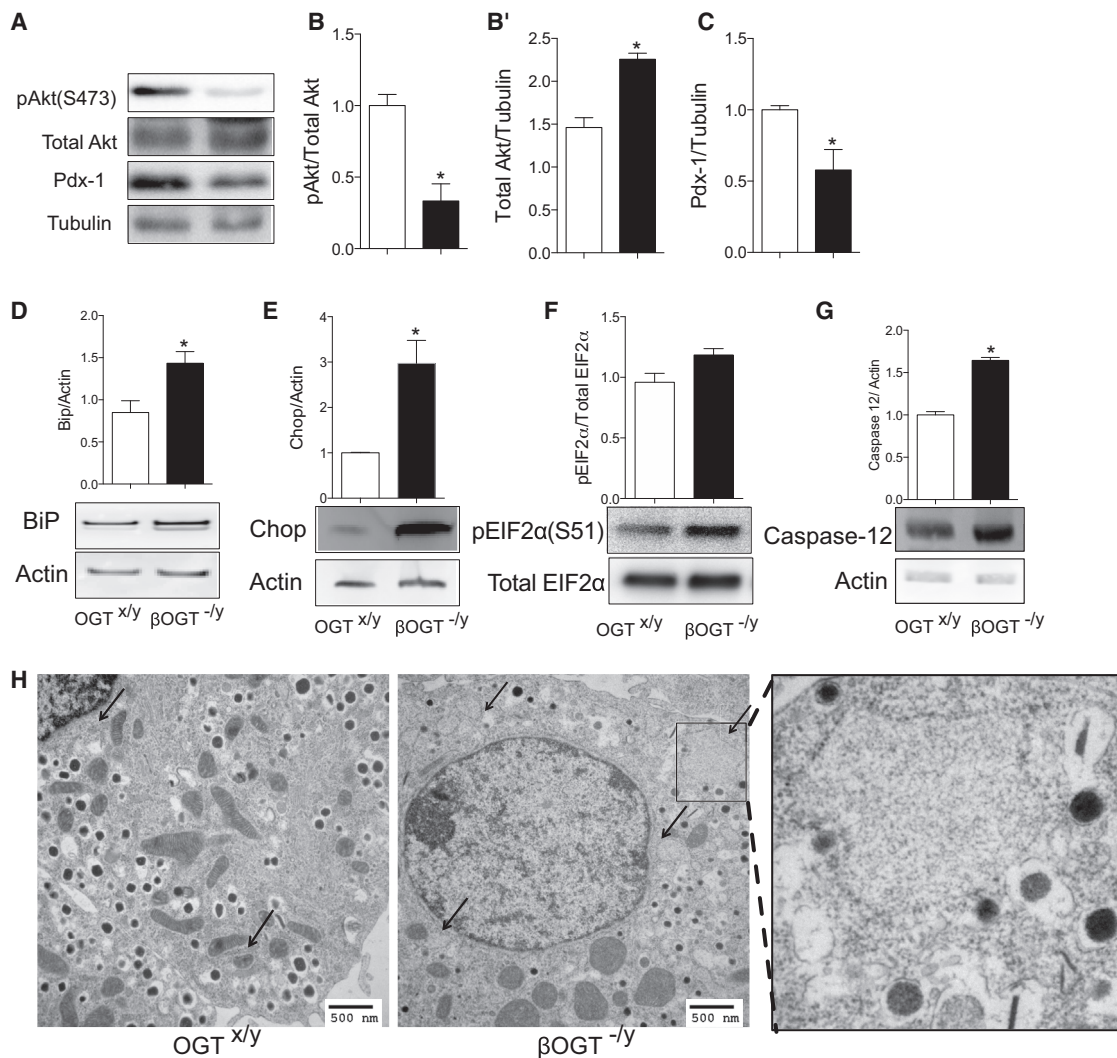 A
pAkt(S473)
Total Akt
Pdx-1
Tubulin
B
pAkt/Total Akt
1.5
1.0
0.5
0.0
*
B'
Total Akt/Tubulin
2.5
2.0
1.5
1.0
0.5
0.0
*
C
Pdx-1/Tubulin
1.5
1.0
0.5
0.0
*
D
Bip/Actin
2.0
1.5
1.0
0.5
0.0
*
BiP
Actin
OGT x/y βOGT -/y
E
Chop/Actin
4
3
2
1
0
*
Chop
Actin
OGT x/y βOGT -/y
F
pEIF2α/Total EIF2α
1.5
1.0
0.5
0.0
pEIF2α(S51)
Total EIF2α
OGT x/y βOGT -/y
G
Caspase 12/ Actin
2.0
1.5
1.0
0.5
0.0
*
Caspase-12
Actin
OGT x/y βOGT -/y
H
500 nm
OGT x/y
500 nm
βOGT -/y